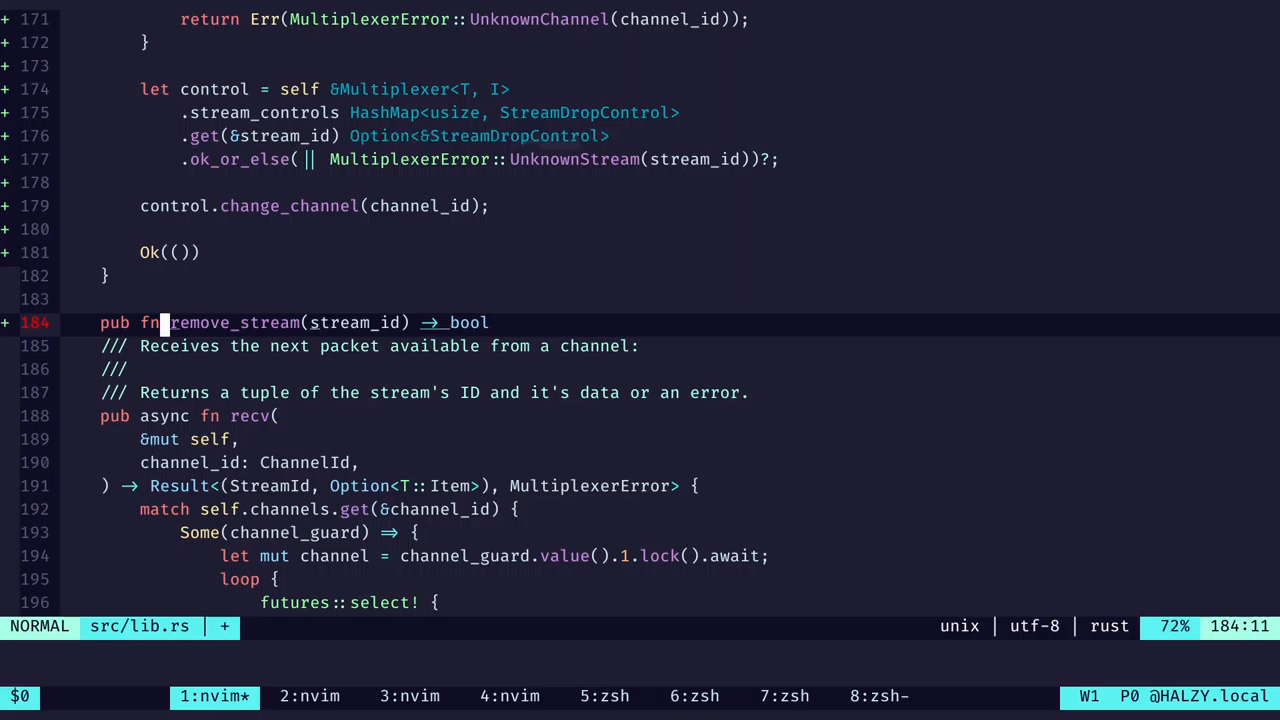 + 171             return Err(MultiplexerError::UnknownChannel(channel_id));
+ 172         }
+ 173
+ 174         let control = self &Multiplexer<T, I>
+ 175             .stream_controls HashMap<usize, StreamDropControl>
+ 176             .get(&stream_id) Option<&StreamDropControl>
+ 177             .ok_or_else(|| MultiplexerError::UnknownStream(stream_id))?;
+ 178
+ 179         control.change_channel(channel_id);
+ 180
+ 181         Ok(())
182     }
183
+ 184     pub fn remove_stream(stream_id) -> bool
185     /// Receives the next packet available from a channel:
186     ///
187     /// Returns a tuple of the stream's ID and it's data or an error.
188     pub async fn recv(
189         &mut self,
190         channel_id: ChannelId,
191     ) -> Result<(StreamId, Option<T::Item>), MultiplexerError> {
192         match self.channels.get(&channel_id) {
193             Some(channel_guard) => {
194                 let mut channel = channel_guard.value().1.lock().await;
195                 loop {
196                     futures::select! {
NORMAL src/lib.rs | + unix | utf-8 | rust 72% 184:11
$0 1:nvim* 2:nvim 3:nvim 4:nvim 5:zsh 6:zsh 7:zsh 8:zsh- W1 P0 @HALZY.local